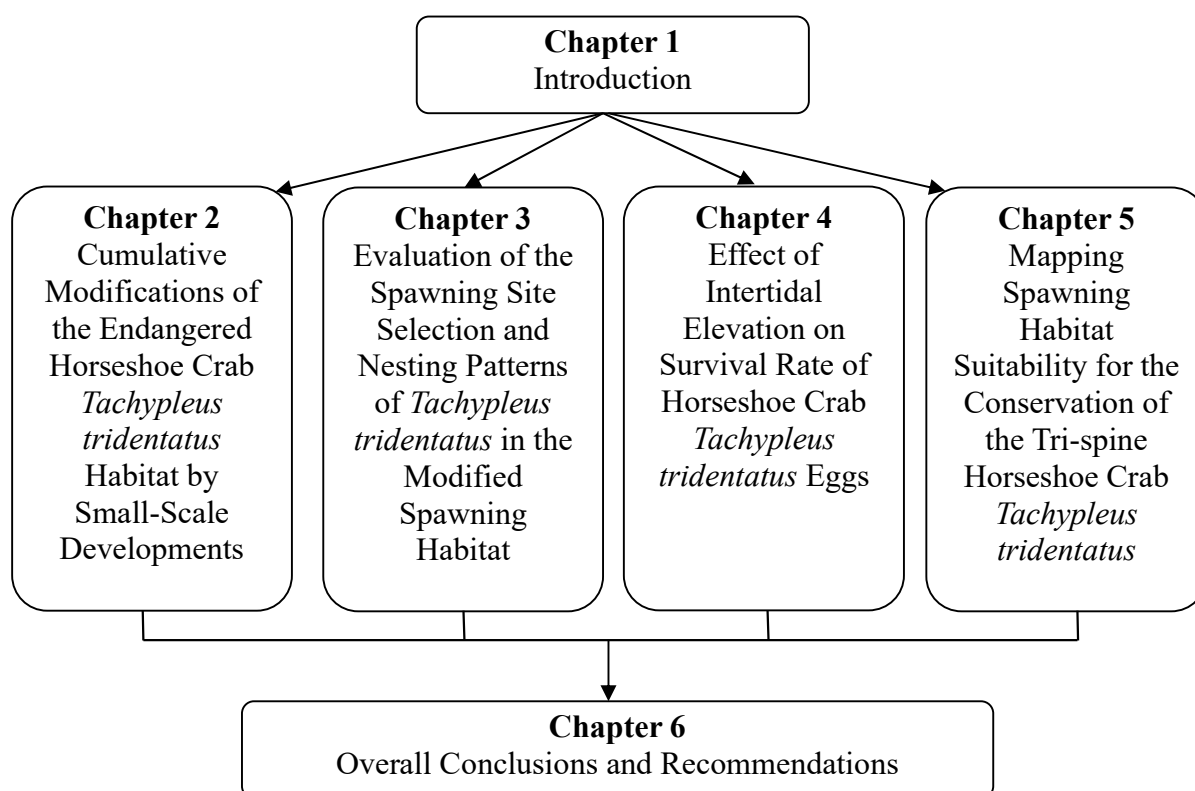 Chapter 1
Introduction
Chapter 2
Cumulative
Modifications of
the Endangered
Horseshoe Crab
Tachypleus
tridentatus
Habitat by
Small-Scale
Developments
Chapter 3
Evaluation of the
Spawning Site
Selection and
Nesting Patterns
of Tachypleus
tridentatus in the
Modified
Spawning
Habitat
Chapter 4
Effect of
Intertidal
Elevation on
Survival Rate of
Horseshoe Crab
Tachypleus
tridentatus Eggs
Chapter 5
Mapping
Spawning
Habitat
Suitability for the
Conservation of
the Tri-spine
Horseshoe Crab
Tachypleus
tridentatus
Chapter 6
Overall Conclusions and Recommendations